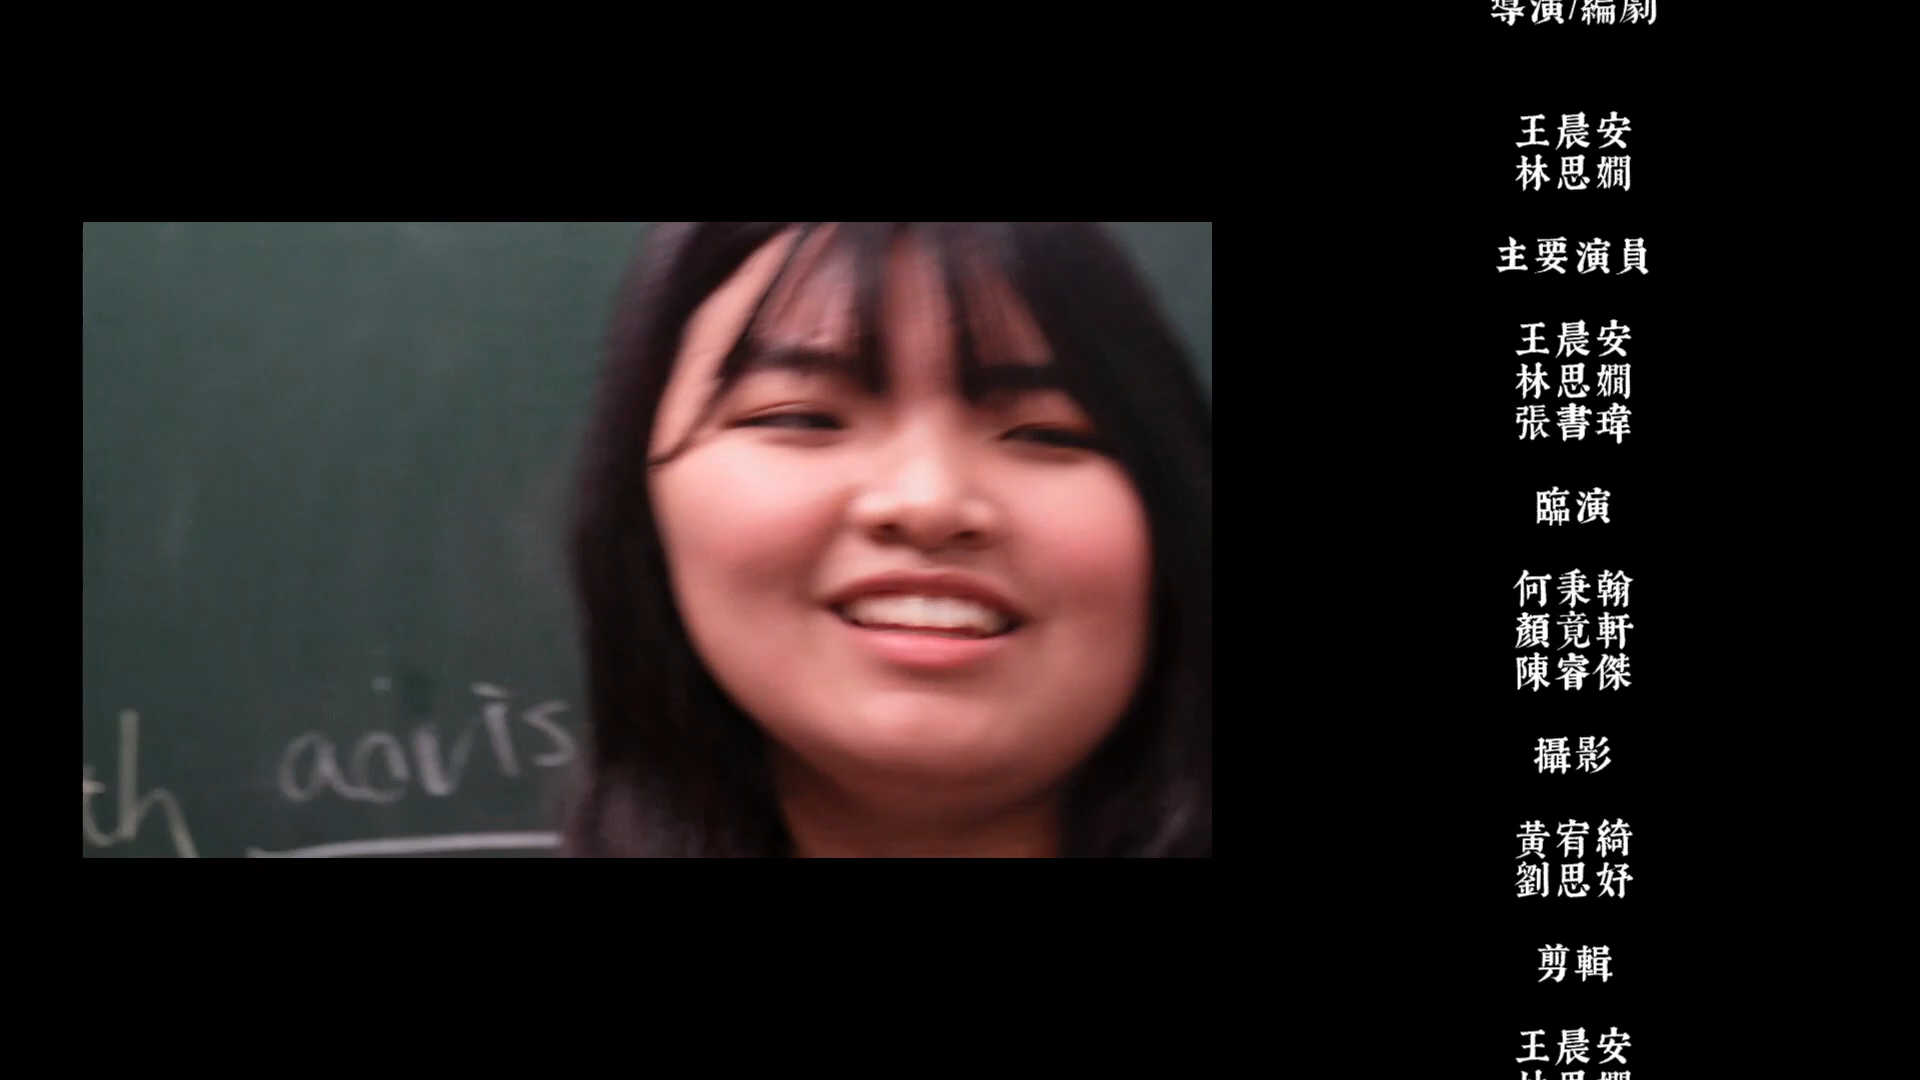 導演/編劇
王晨安
林思嫺
主要演員
王晨安
林思嫺
張書瑋
臨演
何秉翰
顏竟軒
陳睿傑
攝影
黃宥綺
劉思妤
剪輯
王晨安
th